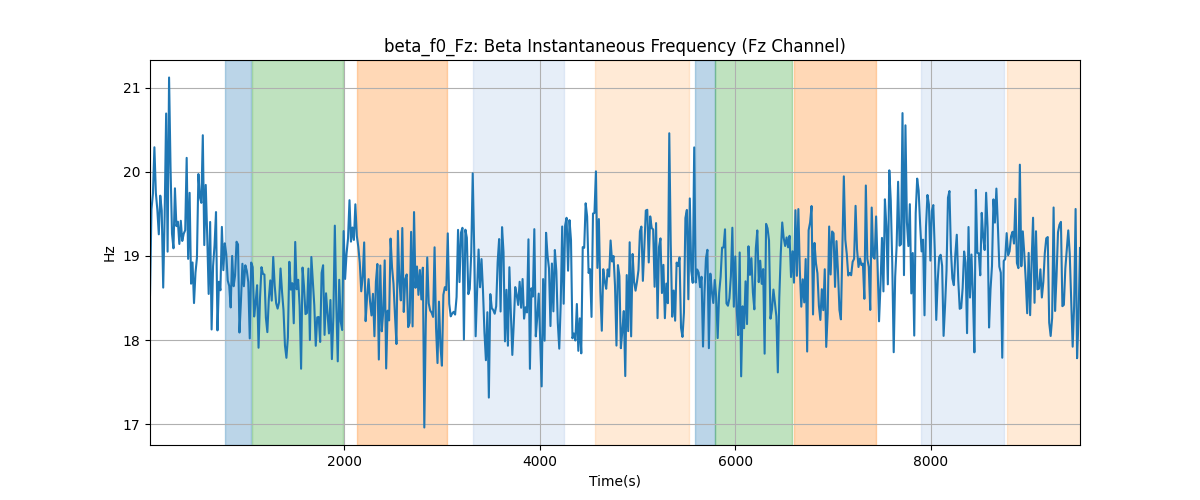 beta_f0_Fz: Beta Instantaneous Frequency (Fz Channel)
21
20
19
18
17
Hz
2000 4000 6000 8000
Time(s)